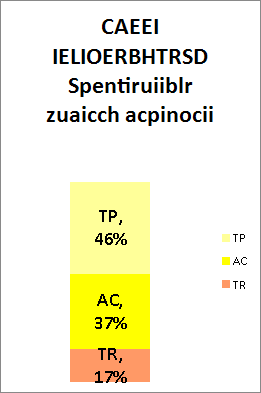 CAEEI
IELIOERBHTRSD
Spentiruiiblr
zuaicch acpinocii
TP,
46%
AC,
37%
TR,
17%
TP
AC
TR